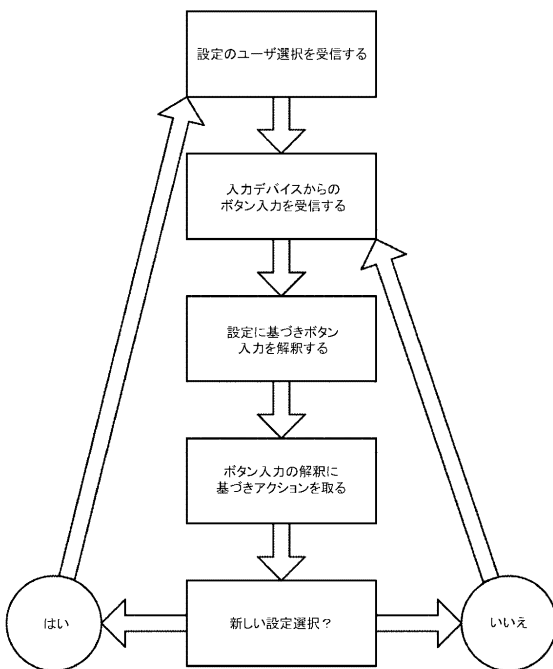 設定のユーザ選択を受信する
入力デバイスからの
ボタン入力を受信する
設定に基づきボタン
入力を解釈する
ボタン入力の解釈に
基づきアクションを取る
はい
新しい設定選択？
いいえ